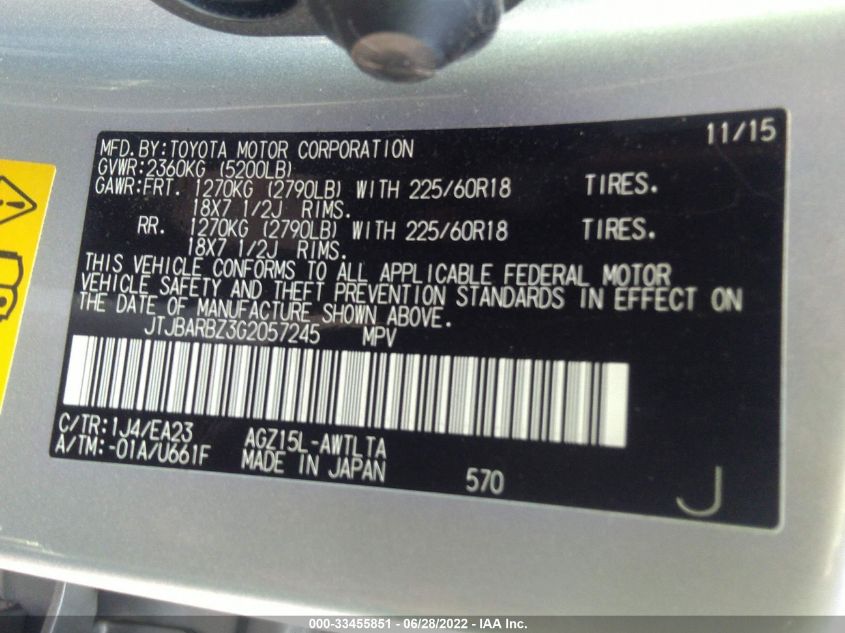 11/15
MFD.BY:TOYOTA MOTOR CORPORATION
GVWR:2360KG (5200LB)
GAWR:FRT. 1270KG (2790LB) WITH 225/60R18 TIRES.
18X7 1/2J RIMS.
RR. 1270KG (2790LB) WITH 225/60R18 TIRES.
18X7 1/2J RIMS.
THIS VEHICLE CONFORMS TO ALL APPLICABLE FEDERAL MOTOR
VEHICLE SAFETY AND THEFT PREVENTION STANDARDS IN EFFECT ON
THE DATE OF MANUFACTURE SHOWN ABOVE.
JTJBARBZ3G2057245 MPV
C/TR:1J4/EA23 AGZ15L-AWTLTA
A/TM:-01A/U661F MADE IN JAPAN 570
J
000-33455851 - 06/28/2022 - IAA Inc.